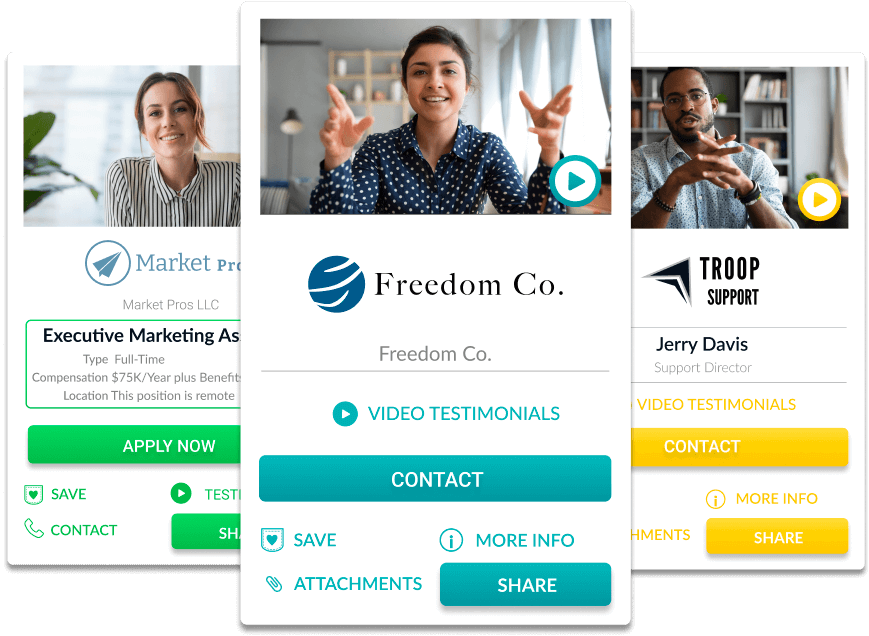 Market Pro
Market Pros LLC
Executive Marketing As
Type Full-Time
Compensation $75K/Year plus Benefits
Location This position is remote
APPLY NOW
SAVE
TESTI
CONTACT
SHA
Freedom Co.
Freedom Co.
VIDEO TESTIMONIALS
CONTACT
SAVE
MORE INFO
ATTACHMENTS
SHARE
TROOP
SUPPORT
Jerry Davis
Support Director
VIDEO TESTIMONIALS
CONTACT
MORE INFO
HMENTS
SHARE